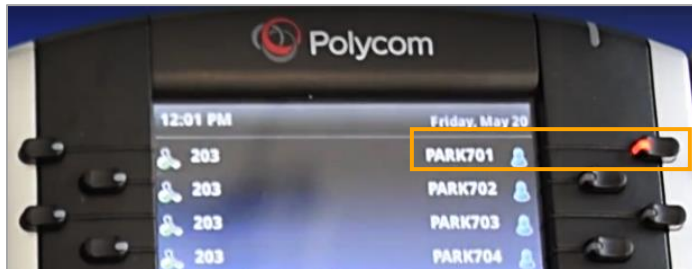 Polycom
12:01 PM Friday, May 20
203 PARK701
203 PARK702
203 PARK703
203 PARK704